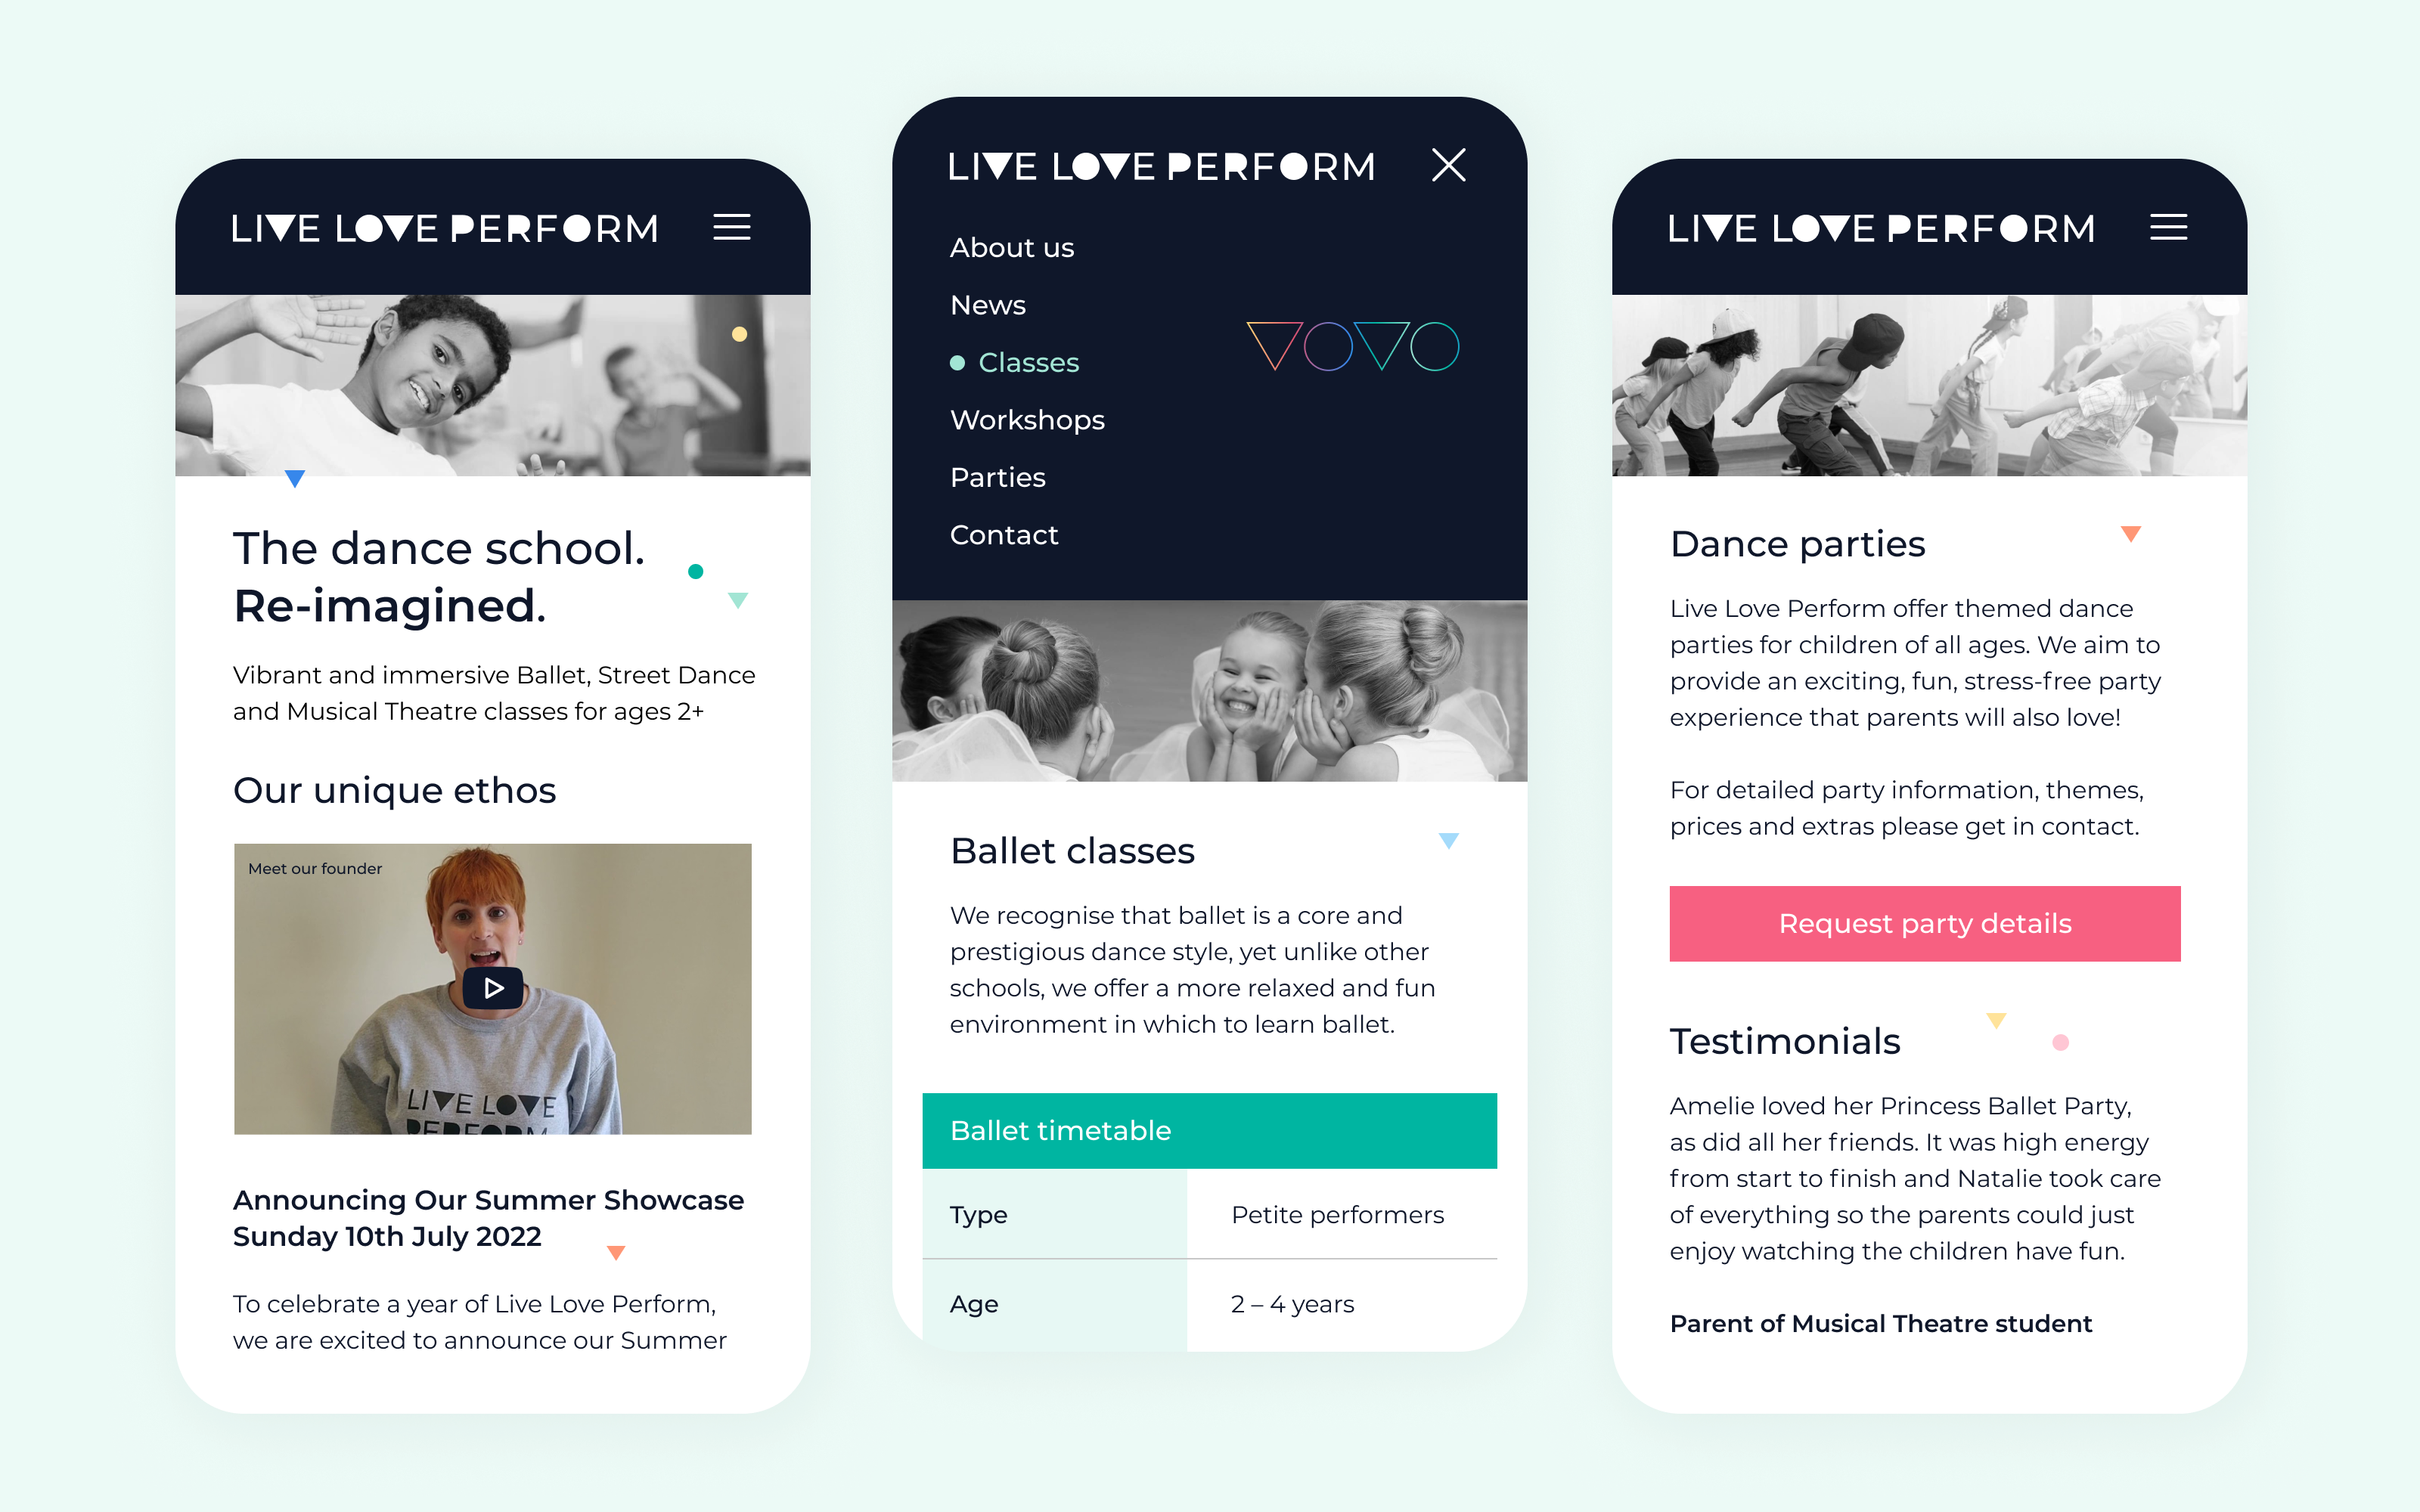 LIVE LOVE PERFORM
The dance school.
Re-imagined.
Vibrant and immersive Ballet, Street Dance
and Musical Theatre classes for ages 2+
Our unique ethos
Meet our founder
LIVE LOVE
PERFORM
Announcing Our Summer Showcase
Sunday 10th July 2022
To celebrate a year of Live Love Perform,
we are excited to announce our Summer
LIVE LOVE PERFORM
About us
News
Classes
Workshops
Parties
Contact
Ballet classes
We recognise that ballet is a core and
prestigious dance style, yet unlike other
schools, we offer a more relaxed and fun
environment in which to learn ballet.
Ballet timetable
Type Petite performers
Age 2 – 4 years
LIVE LOVE PERFORM
Dance parties
Live Love Perform offer themed dance
parties for children of all ages. We aim to
provide an exciting, fun, stress-free party
experience that parents will also love!
For detailed party information, themes,
prices and extras please get in contact.
Request party details
Testimonials
Amelie loved her Princess Ballet Party,
as did all her friends. It was high energy
from start to finish and Natalie took care
of everything so the parents could just
enjoy watching the children have fun.
Parent of Musical Theatre student